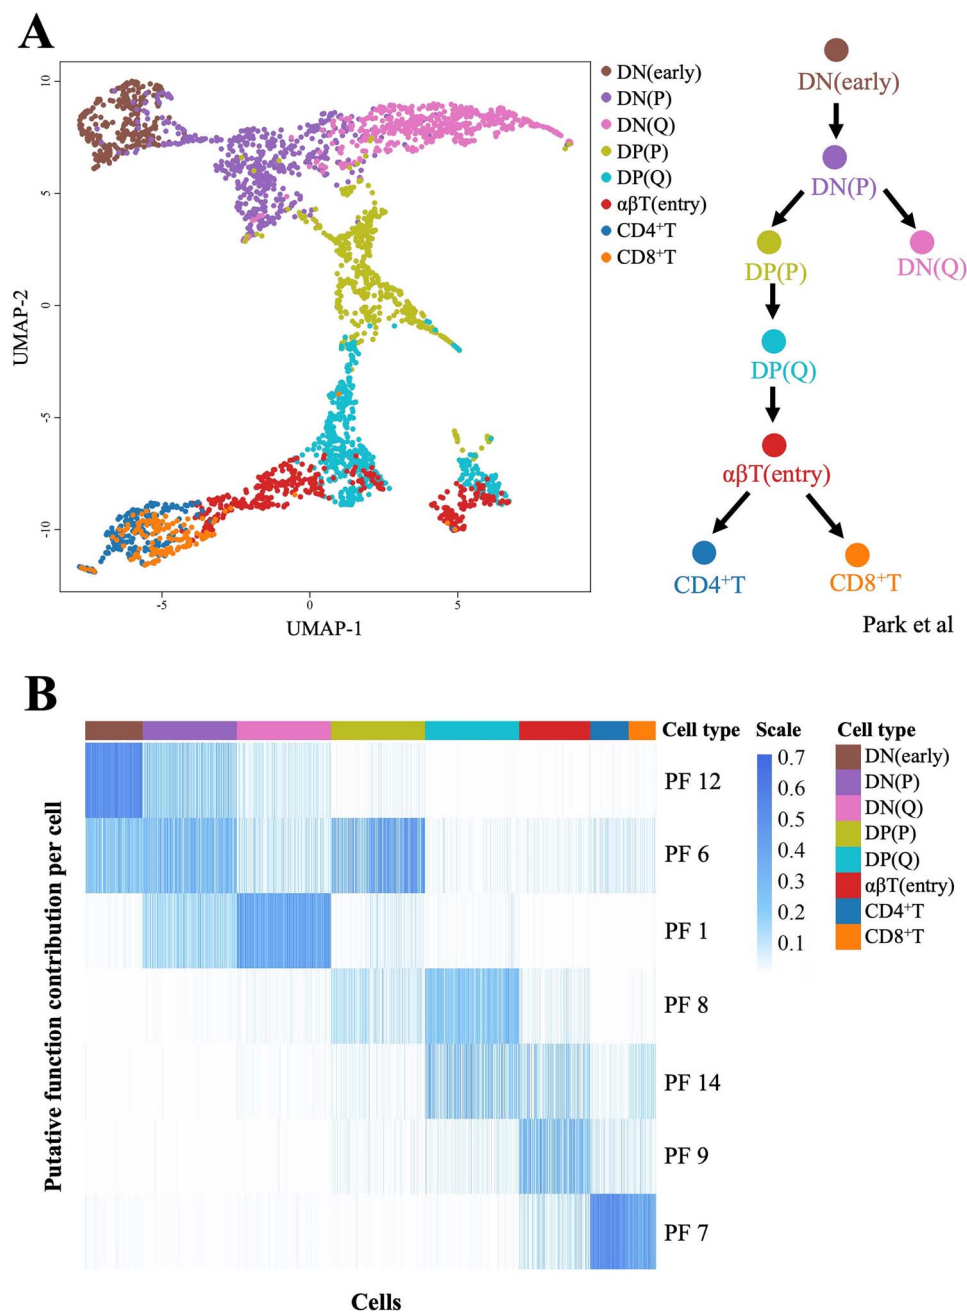 A
10
5
0
-5
-10
UMAP-2
-5
0
5
UMAP-1
DN(early)
DN(P)
DN(Q)
DP(P)
DP(Q)
αβT(entry)
CD4⁺T
CD8⁺T
DN(early)
DN(P)
DP(P)
DN(Q)
DP(Q)
αβT(entry)
CD4⁺T
CD8⁺T
Park et al
B
Putative function contribution per cell
Cell type
PF 12
PF 6
PF 1
PF 8
PF 14
PF 9
PF 7
Cells
Scale
0.7
0.6
0.5
0.4
0.3
0.2
0.1
Cell type
DN(early)
DN(P)
DN(Q)
DP(P)
DP(Q)
αβT(entry)
CD4⁺T
CD8⁺T